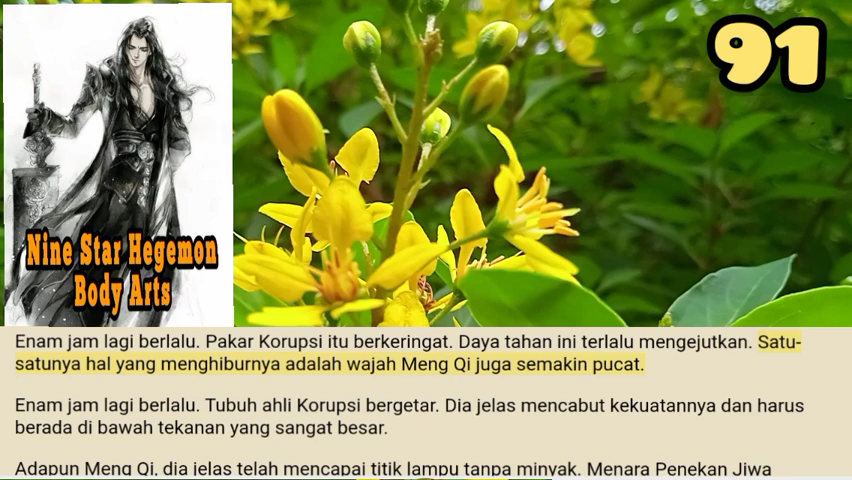 91
Nine Star Hegemon
Body Arts
Enam jam lagi berlalu. Pakar Korupsi itu berkeringat. Daya tahan ini terlalu mengejutkan. Satu-
satunya hal yang menghiburnya adalah wajah Meng Qi juga semakin pucat.
Enam jam lagi berlalu. Tubuh ahli Korupsi bergetar. Dia jelas mencabut kekuatannya dan harus
berada di bawah tekanan yang sangat besar.
Adapun Meng Qi, dia jelas telah mencapai titik lampu tanpa minyak. Menara Penekan Jiwa